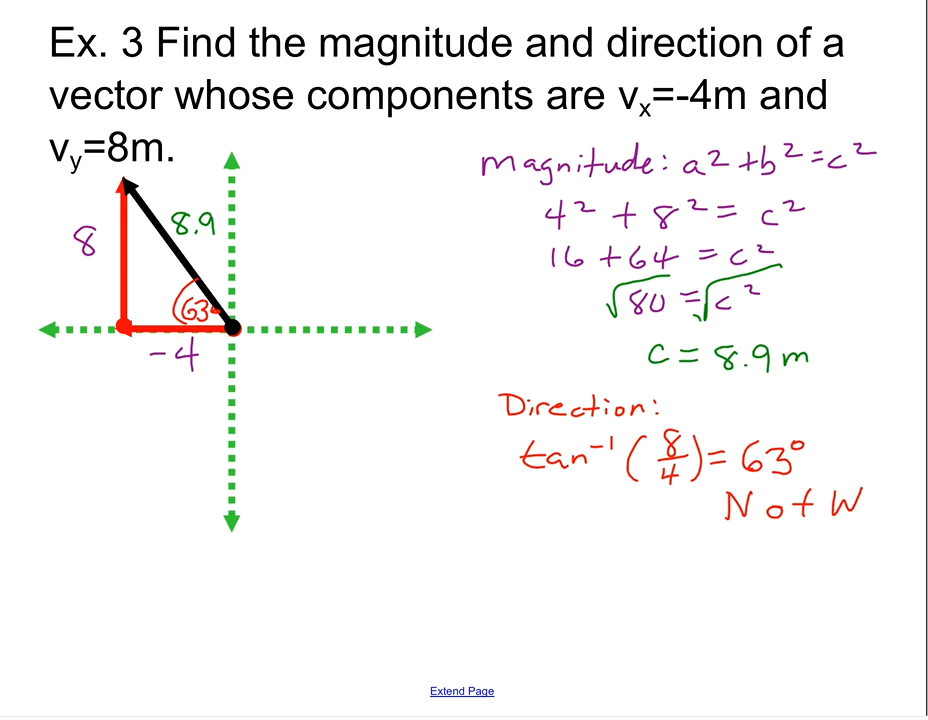 Ex. 3 Find the magnitude and direction of a
vector whose components are vₓ=-4m and
vᵧ=8m.
magnitude: a² + b² = c²
4² + 8² = c²
16 + 64 = c²
√80 = √c²
c = 8.9 m
8
8.9
63°
-4
Direction:
tan⁻¹ (8/4) = 63°
N of W
Extend Page